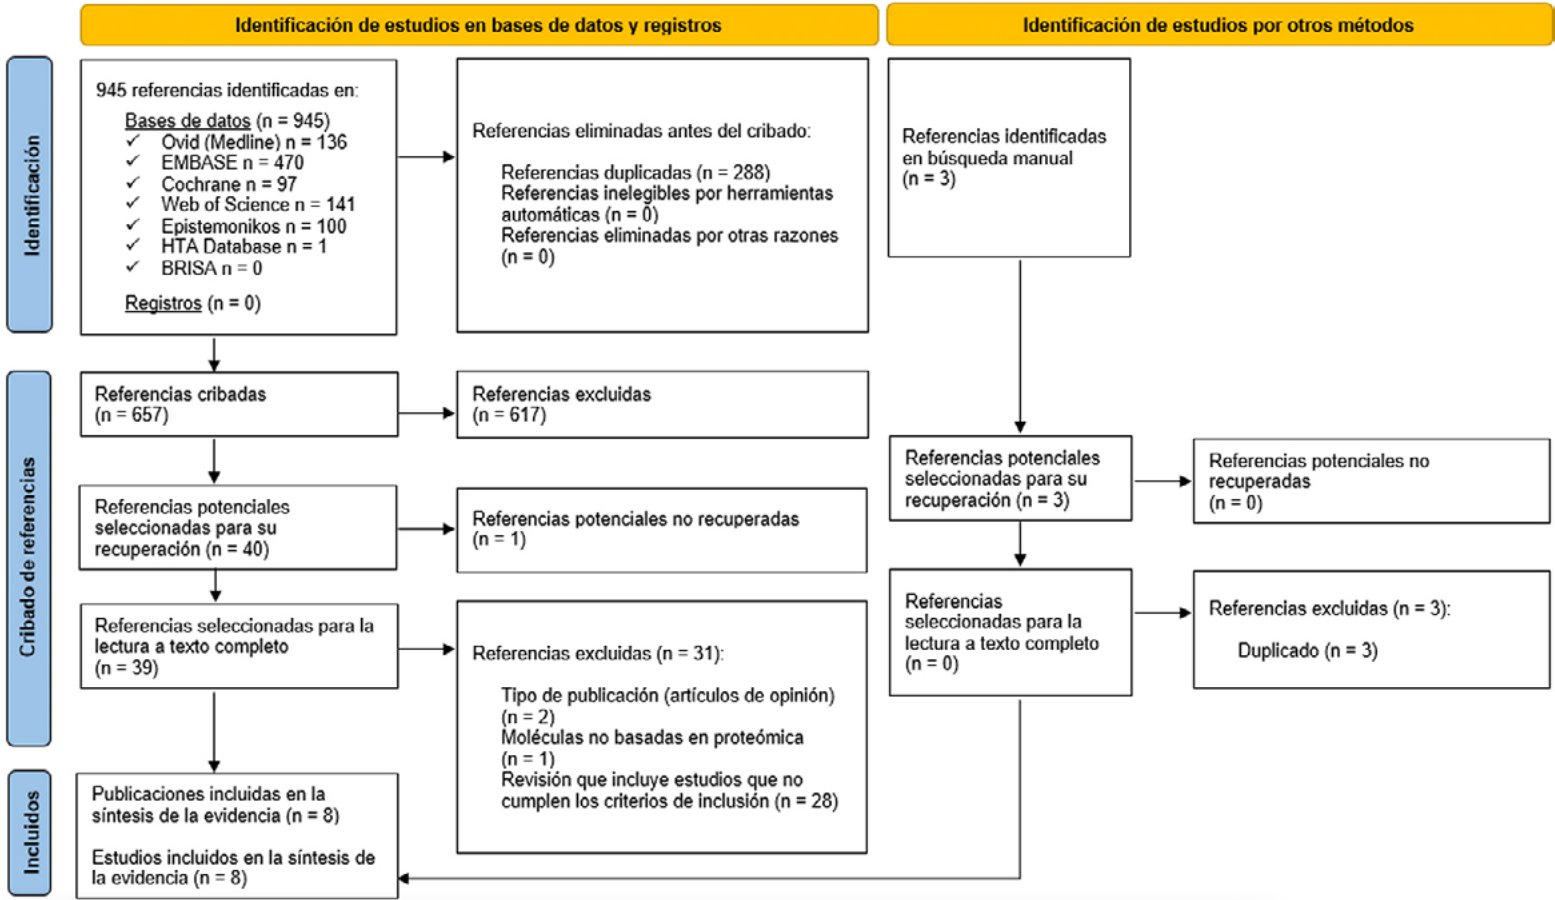 Identificación de estudios en bases de datos y registros
Identificación de estudios por otros métodos
Identificación
945 referencias identificadas en:
Bases de datos (n = 945)
✓ Ovid (Medline) n = 136
✓ EMBASE n = 470
✓ Cochrane n = 97
✓ Web of Science n = 141
✓ Epistemonikos n = 100
✓ HTA Database n = 1
✓ BRISA n = 0
Registros (n = 0)
Referencias eliminadas antes del cribado:
Referencias duplicadas (n = 288)
Referencias inelegibles por herramientas
automáticas (n = 0)
Referencias eliminadas por otras razones
(n = 0)
Referencias identificadas
en búsqueda manual
(n = 3)
Cribado de referencias
Referencias cribadas
(n = 657)
Referencias excluidas
(n = 617)
Referencias potenciales
seleccionadas para su
recuperación (n = 40)
Referencias potenciales no recuperadas
(n = 1)
Referencias potenciales
seleccionadas para su
recuperación (n = 3)
Referencias potenciales no
recuperadas
(n = 0)
Referencias seleccionadas para la
lectura a texto completo
(n = 39)
Referencias excluidas (n = 31):
Tipo de publicación (artículos de opinión)
(n = 2)
Moléculas no basadas en proteómica
(n = 1)
Revisión que incluye estudios que no
cumplen los criterios de inclusión (n = 28)
Referencias
seleccionadas para la
lectura a texto completo
(n = 0)
Referencias excluidas (n = 3):
Duplicado (n = 3)
Incluidos
Publicaciones incluidas en la
síntesis de la evidencia (n = 8)
Estudios incluidos en la síntesis de
la evidencia (n = 8)